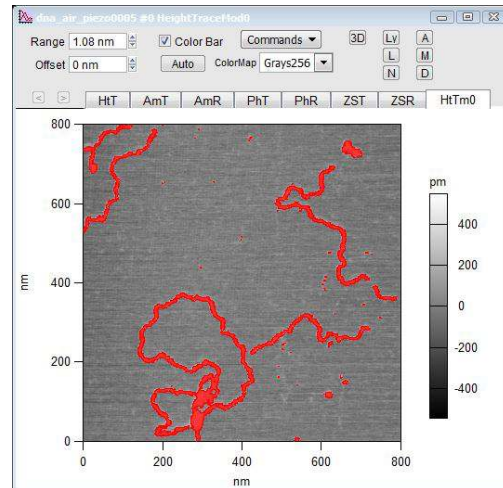 dna_air_piezo0005 #0 HeightTraceMod0
Range 1.08 nm Color Bar Commands 3D Ly A
L M
Offset 0 nm Auto ColorMap Grays256 N D
< > HtT AmT AmR PhT PhR ZST ZSR HtTm0
800
600
400
200
0
nm
0 200 400 600 800
nm
pm
400
200
0
-200
-400